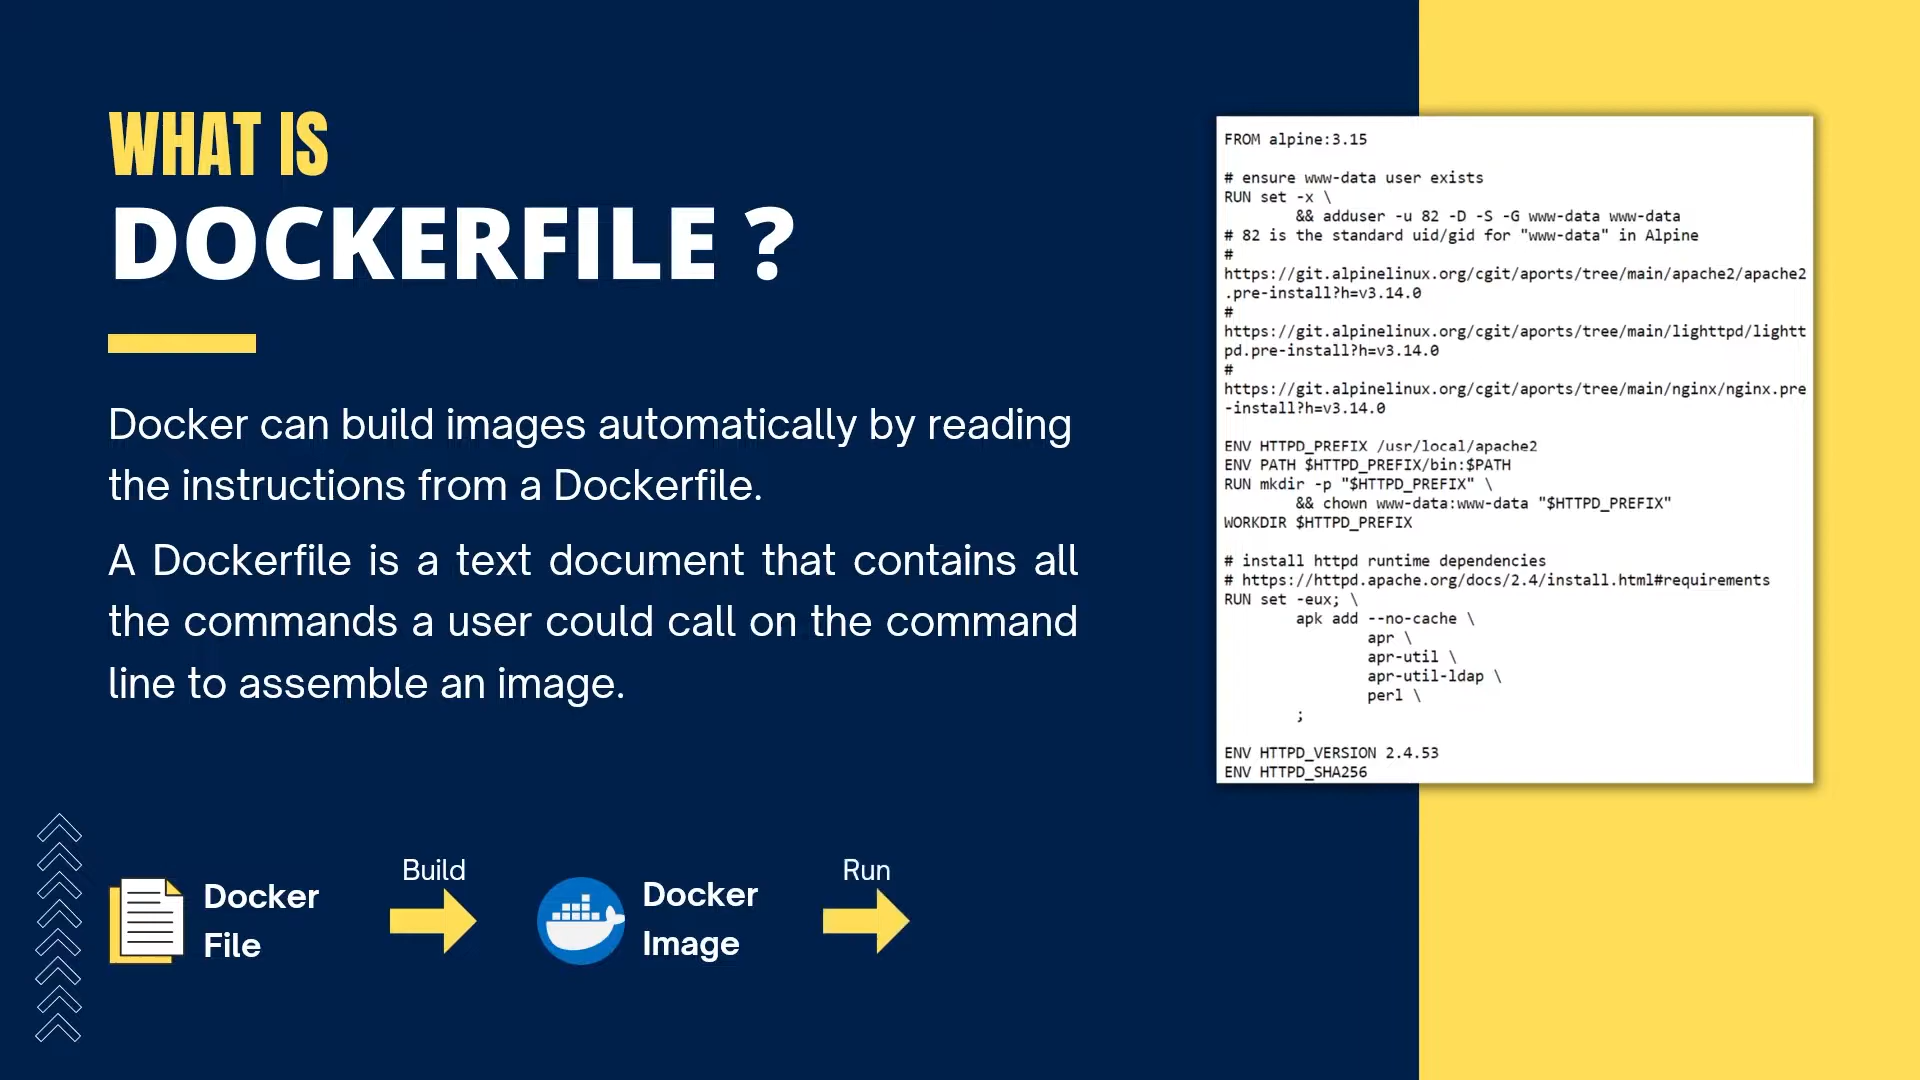 WHAT IS
DOCKERFILE ?
Docker can build images automatically by reading
the instructions from a Dockerfile.
A Dockerfile is a text document that contains all
the commands a user could call on the command
line to assemble an image.
Docker
File
Build
Docker
Image
Run
FROM alpine:3.15
# ensure www-data user exists
RUN set -x \
&& adduser -u 82 -D -S -G www-data www-data
# 82 is the standard uid/gid for "www-data" in Alpine
#
https://git.alpinelinux.org/cgit/aports/tree/main/apache2/apache2
.pre-install?h=v3.14.0
#
https://git.alpinelinux.org/cgit/aports/tree/main/lighttpd/lightt
pd.pre-install?h=v3.14.0
#
https://git.alpinelinux.org/cgit/aports/tree/main/nginx/nginx.pre
-install?h=v3.14.0
ENV HTTPD_PREFIX /usr/local/apache2
ENV PATH $HTTPD_PREFIX/bin:$PATH
RUN mkdir -p "$HTTPD_PREFIX" \
&& chown www-data:www-data "$HTTPD_PREFIX"
WORKDIR $HTTPD_PREFIX
# install httpd runtime dependencies
# https://httpd.apache.org/docs/2.4/install.html#requirements
RUN set -eux; \
apk add --no-cache \
apr \
apr-util \
apr-util-ldap \
perl \
;
ENV HTTPD_VERSION 2.4.53
ENV HTTPD_SHA256